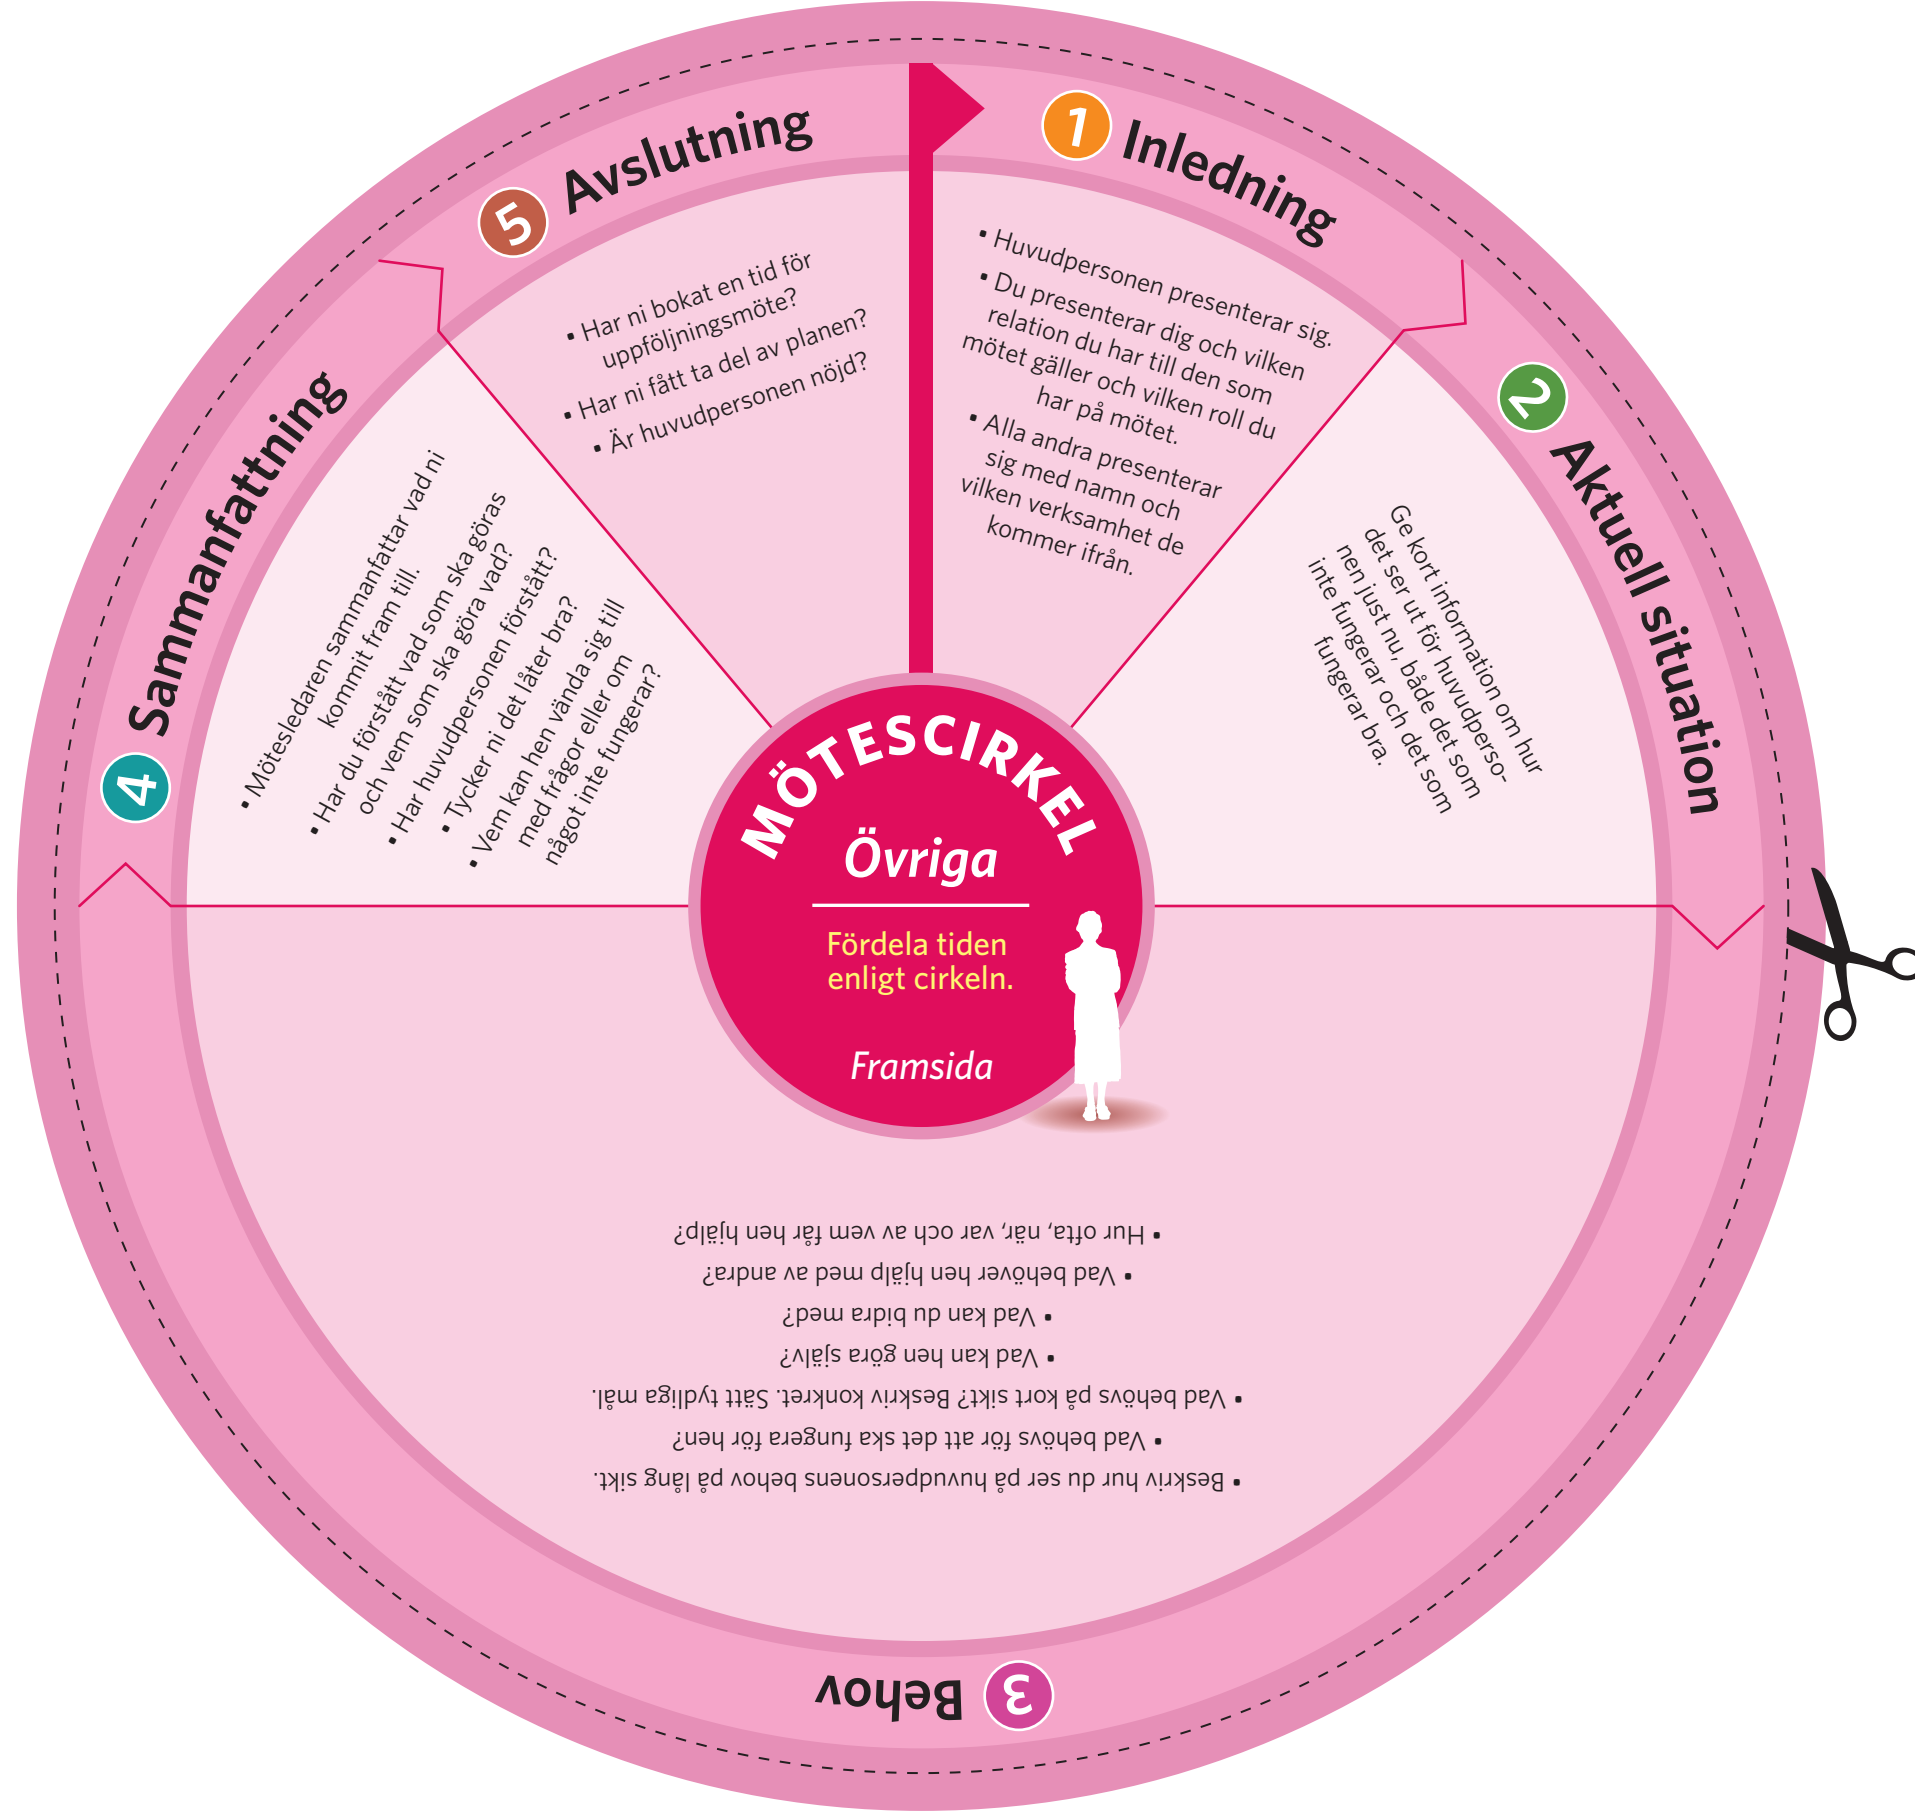 MÖTESCIRKEL
Övriga
Fördela tiden
enligt cirkeln.
Framsida
1 Inledning
• Huvudpersonen presenterar sig.
• Du presenterar dig och vilken
relation du har till den som
mötet gäller och vilken roll du
har på mötet.
• Alla andra presenterar
sig med namn och
vilken verksamhet de
kommer ifrån.
2 Aktuell situation
Ge kort information om hur
det ser ut för huvudperso-
nen just nu, både det som
inte fungerar och det som
fungerar bra.
3 Behov
• Beskriv hur du ser på huvudpersonens behov på lång sikt.
• Vad behövs för att det ska fungera för hen?
• Vad behövs på kort sikt? Beskriv konkret. Sätt tydliga mål.
• Vad kan hen göra själv?
• Vad kan du bidra med?
• Vad behöver hen hjälp med av andra?
• Hur ofta, när, var och av vem får hen hjälp?
4 Sammanfattning
• Mötesledaren sammanfattar vad ni
kommit fram till.
• Har du förstått vad som ska göras
och vem som ska göra vad?
• Har huvudpersonen förstått?
• Tycker ni det låter bra?
• Vem kan hen vända sig till
med frågor eller om
något inte fungerar?
5 Avslutning
• Har ni bokat en tid för
uppföljningsmöte?
• Har ni fått ta del av planen?
• Är huvudpersonen nöjd?